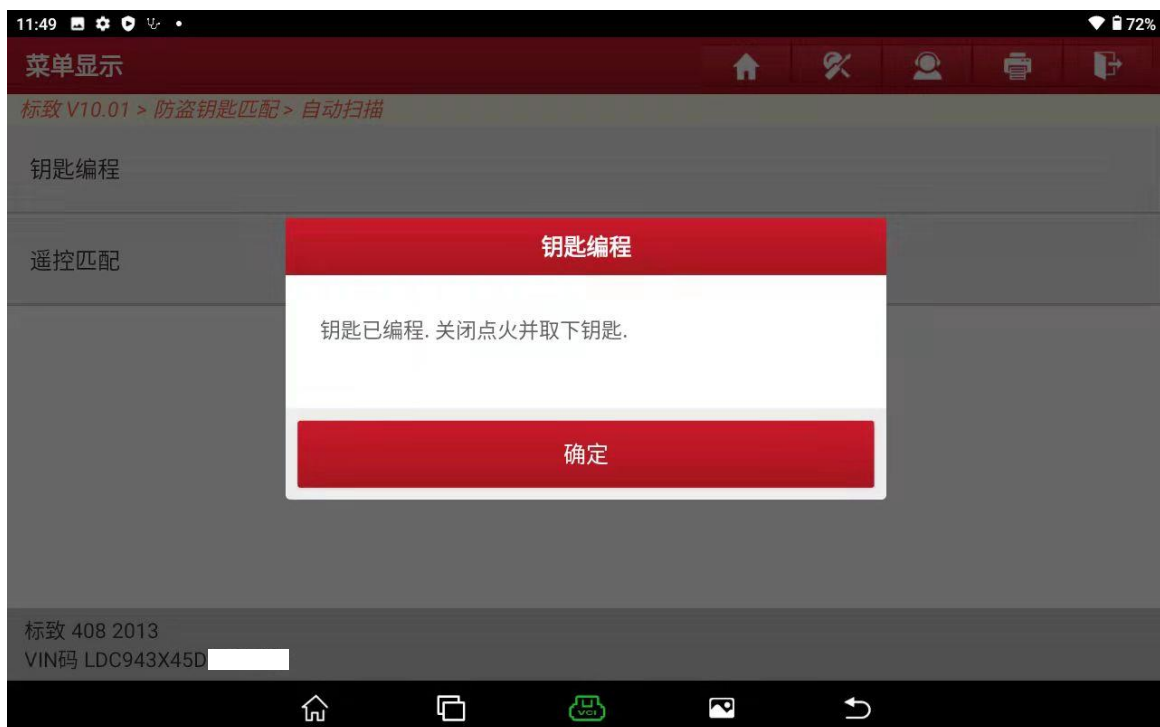 11:49
72%
菜单显示
标致 V10.01 > 防盗钥匙匹配 > 自动扫描
钥匙编程
遥控匹配
钥匙编程
钥匙已编程. 关闭点火并取下钥匙.
确定
标致 408 2013
VIN码 LDC943X45D
VCI